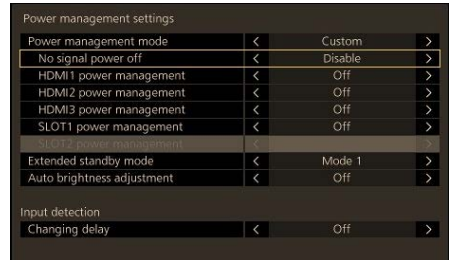 Power management settings
Power management mode < Custom >
No signal power off < Disable >
HDMI1 power management < Off >
HDMI2 power management < Off >
HDMI3 power management < Off >
SLOT1 power management < Off >
SLOT2 power management < >
Extended standby mode < Mode 1 >
Auto brightness adjustment < Off >
Input detection
Changing delay < Off >